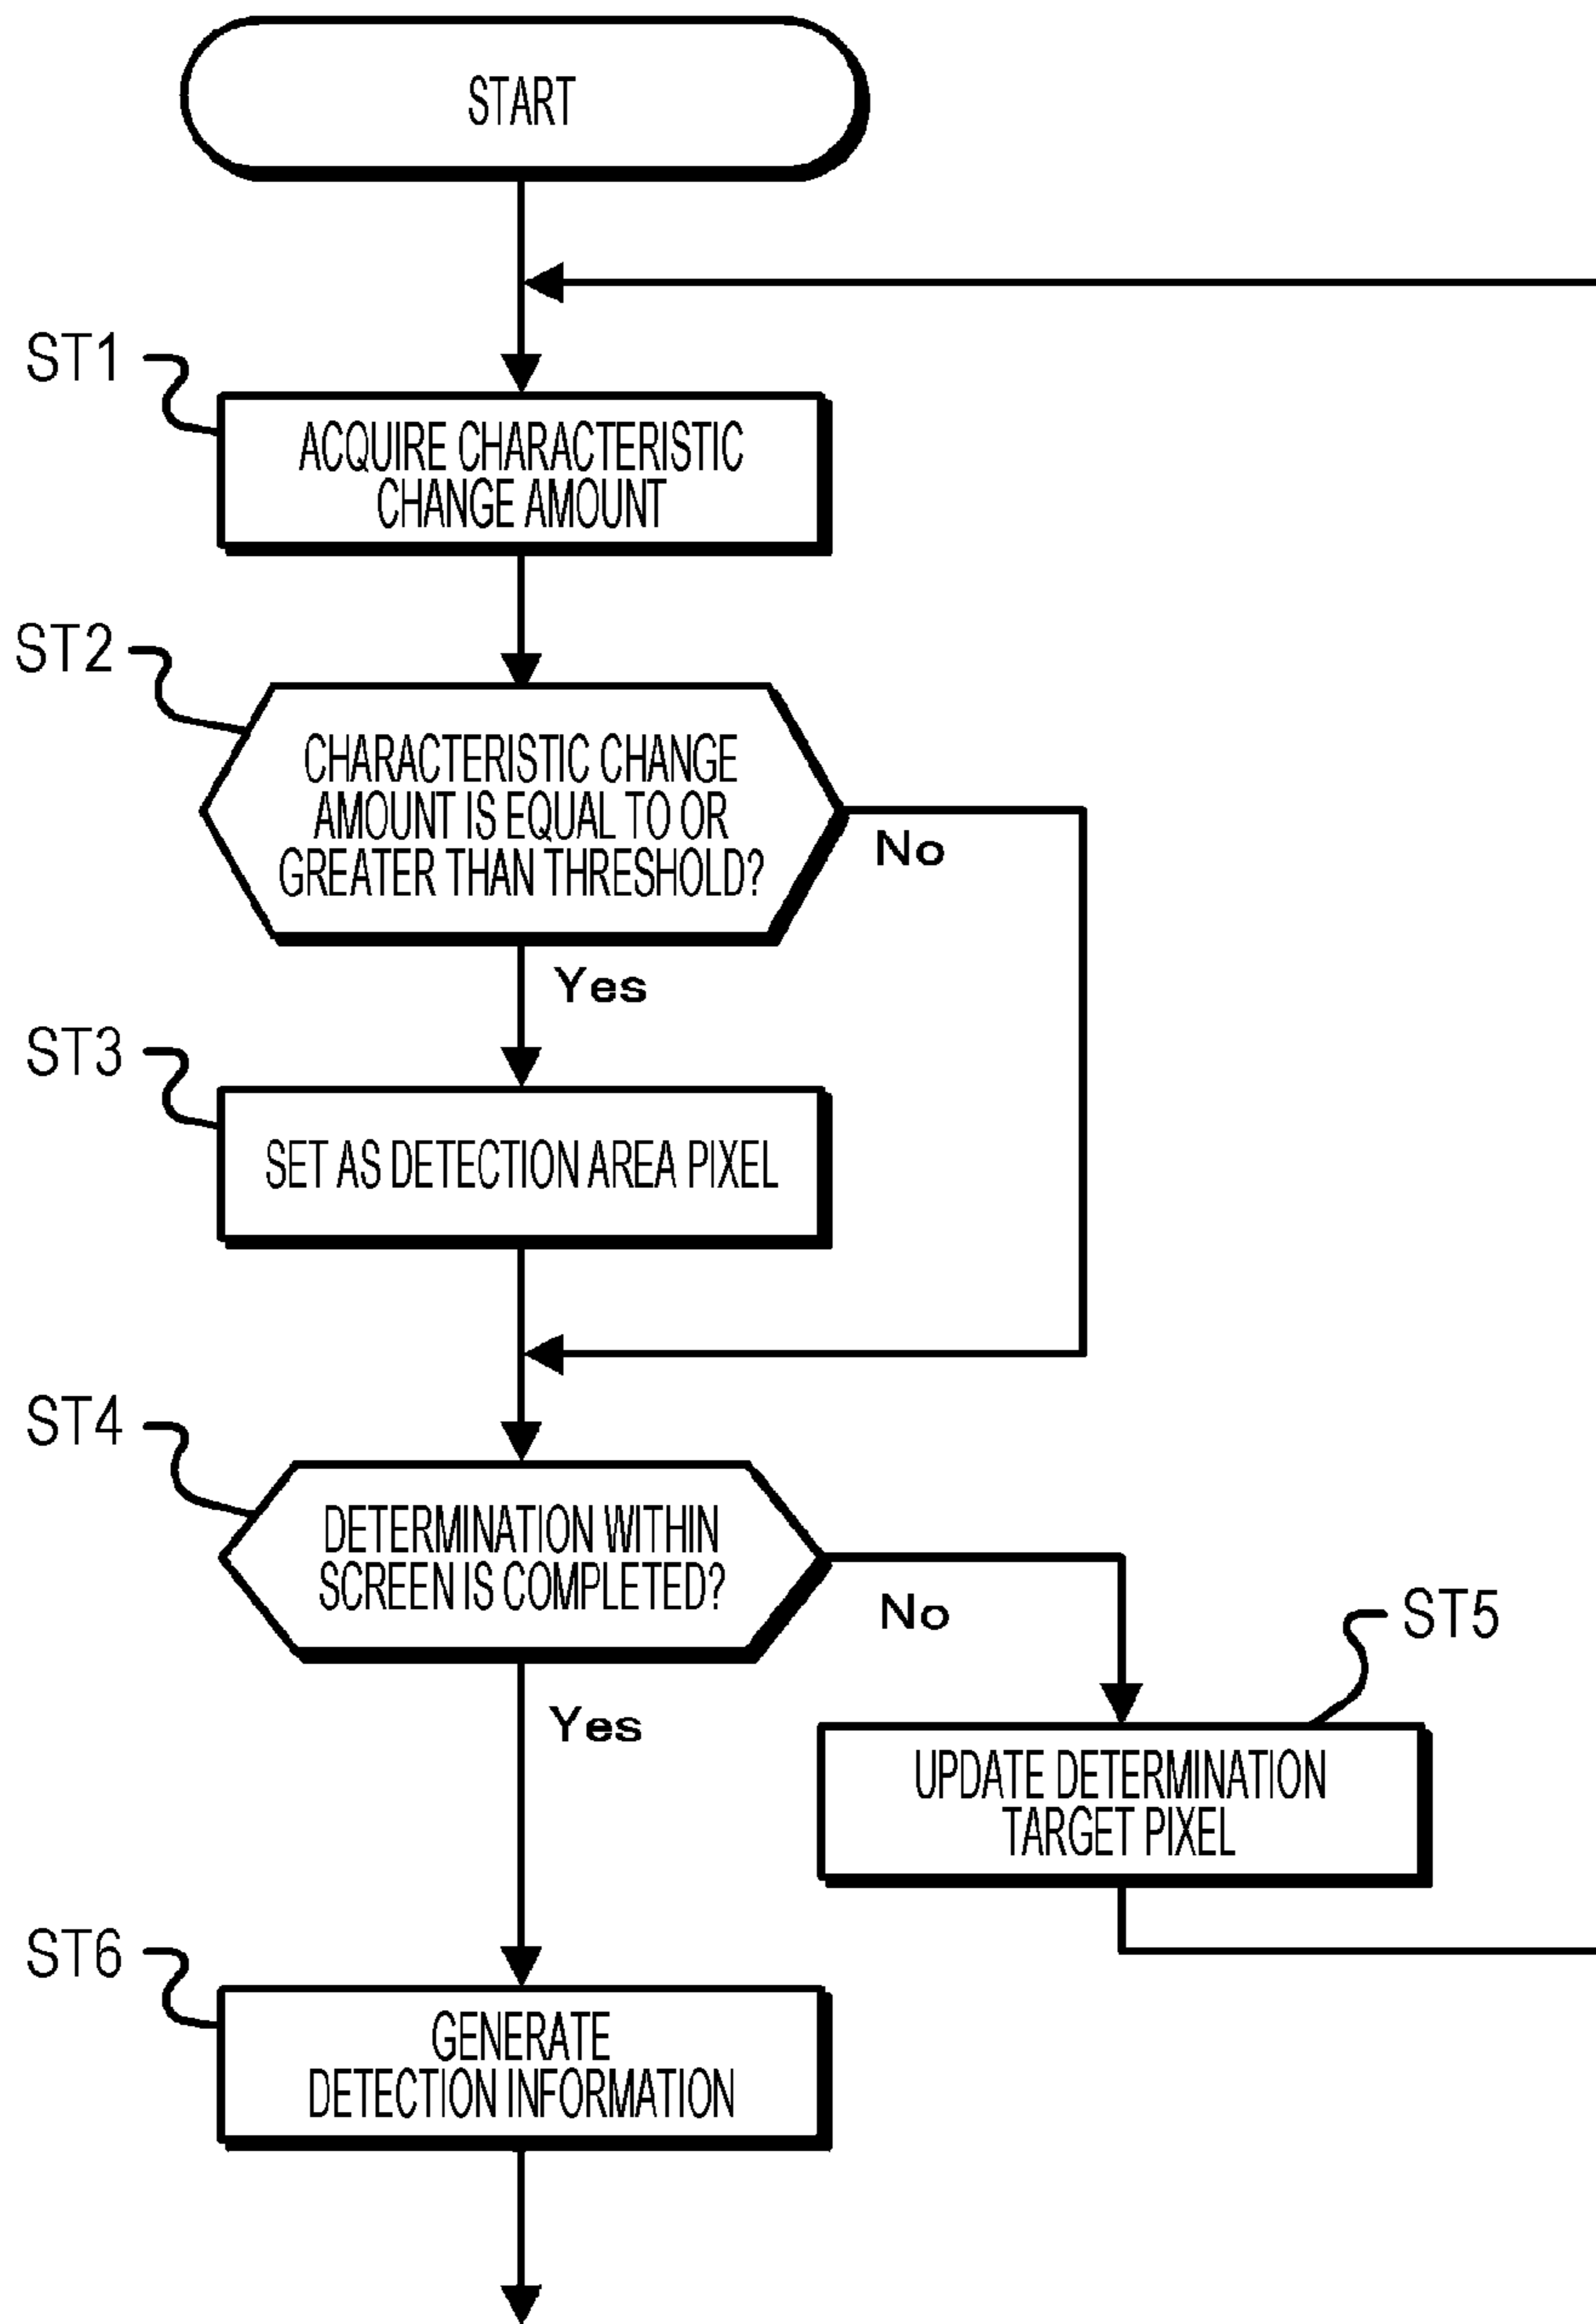 START
ST1
ACQUIRE CHARACTERISTIC
CHANGE AMOUNT
ST2
CHARACTERISTIC CHANGE
AMOUNT IS EQUAL TO OR
GREATER THAN THRESHOLD?
No
Yes
ST3
SET AS DETECTION AREA PIXEL
ST4
DETERMINATION WITHIN
SCREEN IS COMPLETED?
No
ST5
Yes
UPDATE DETERMINATION
TARGET PIXEL
ST6
GENERATE
DETECTION INFORMATION